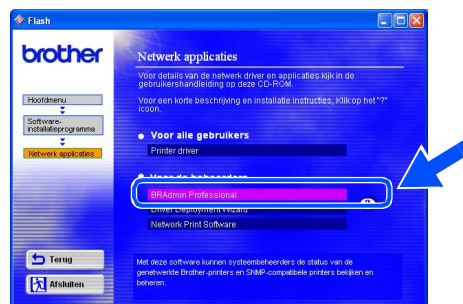 Flash
brother
Netwerk applicaties
Voor details van de netwerk driver en applicaties kijk in de
gebruikershandleiding op deze CD-ROM.
Voor een korte beschrijving en installatie instructies, Klik op het "?"
icoon.
Hoofdmenu
Software-
installatieprogramma
Netwerk applicaties
Voor alle gebruikers
Printer driver
Voor de beheerders
BRAdmin Professional
Driver Deployment Wizard
Network Print Software
Terug
Afsluiten
Met deze software kunnen systeembeheerders de status van de
genetwerkte Brother-printers en SNMP-compatibele printers bekijken en
beheren.